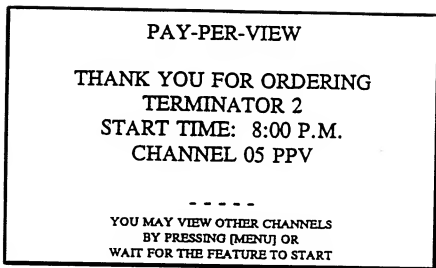 PAY-PER-VIEW
THANK YOU FOR ORDERING
TERMINATOR 2
START TIME: 8:00 P.M.
CHANNEL 05 PPV
- - - - -
YOU MAY VIEW OTHER CHANNELS
BY PRESSING [MENU] OR
WAIT FOR THE FEATURE TO START